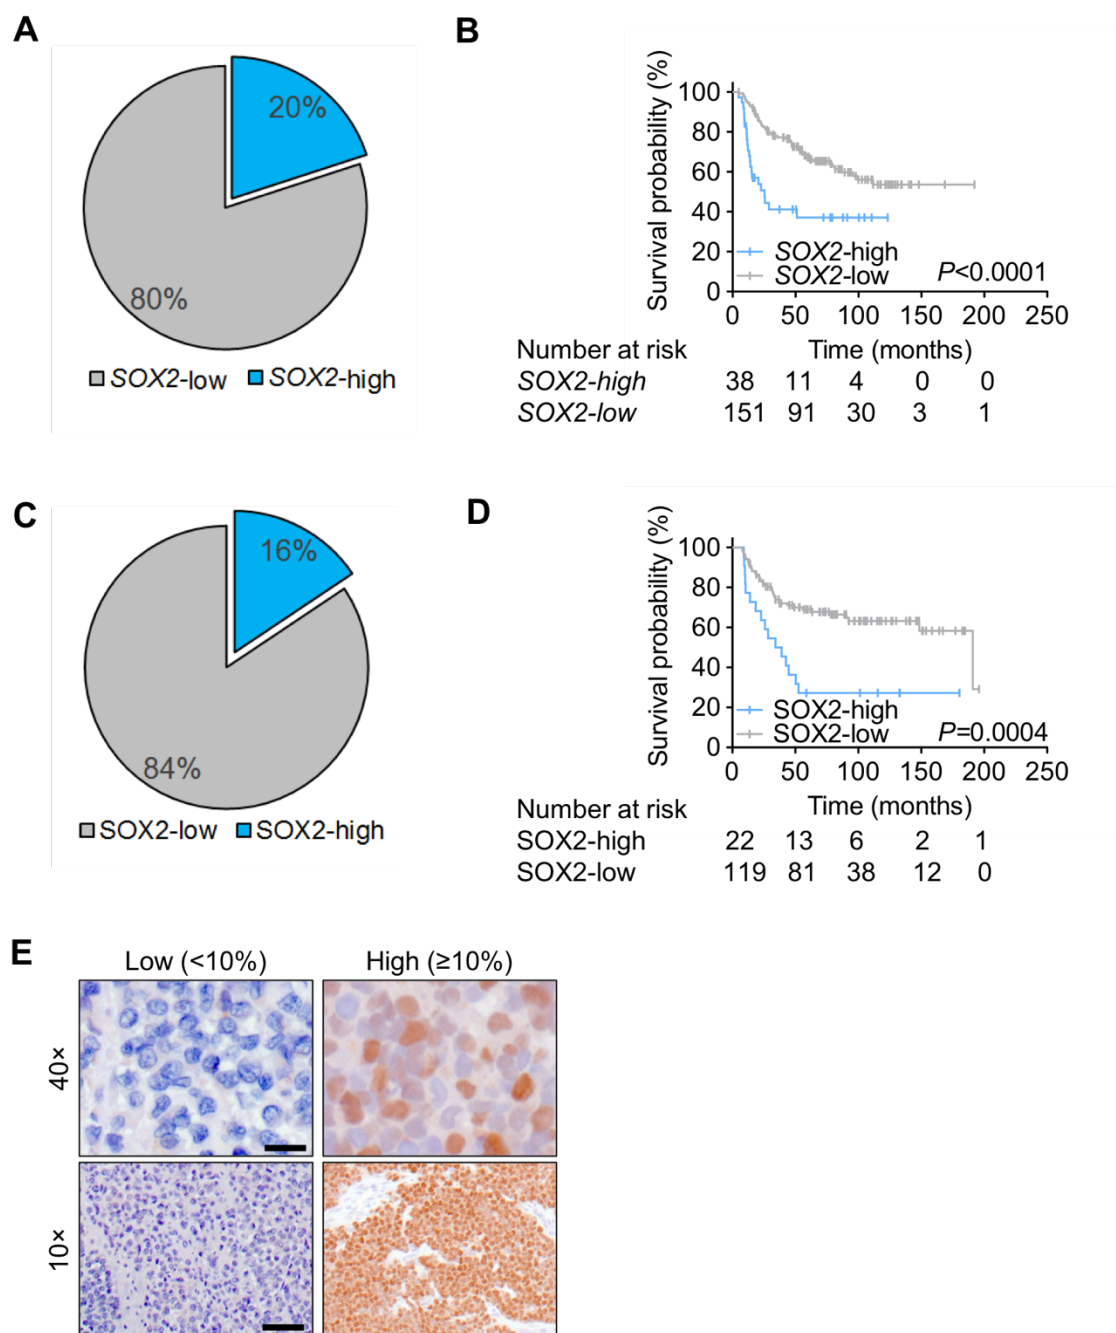 A
20%
80%
SOX2-low SOX2-high
B
Survival probability (%)
100
80
60
40
20
0
SOX2-high
SOX2-low
P<0.0001
0 50 100 150 200 250
Number at risk Time (months)
SOX2-high 38 11 4 0 0
SOX2-low 151 91 30 3 1
C
16%
84%
SOX2-low SOX2-high
D
Survival probability (%)
100
80
60
40
20
0
SOX2-high
SOX2-low
P=0.0004
0 50 100 150 200 250
Number at risk Time (months)
SOX2-high 22 13 6 2 1
SOX2-low 119 81 38 12 0
E
Low (<10%) High (≥10%)
40×
10×